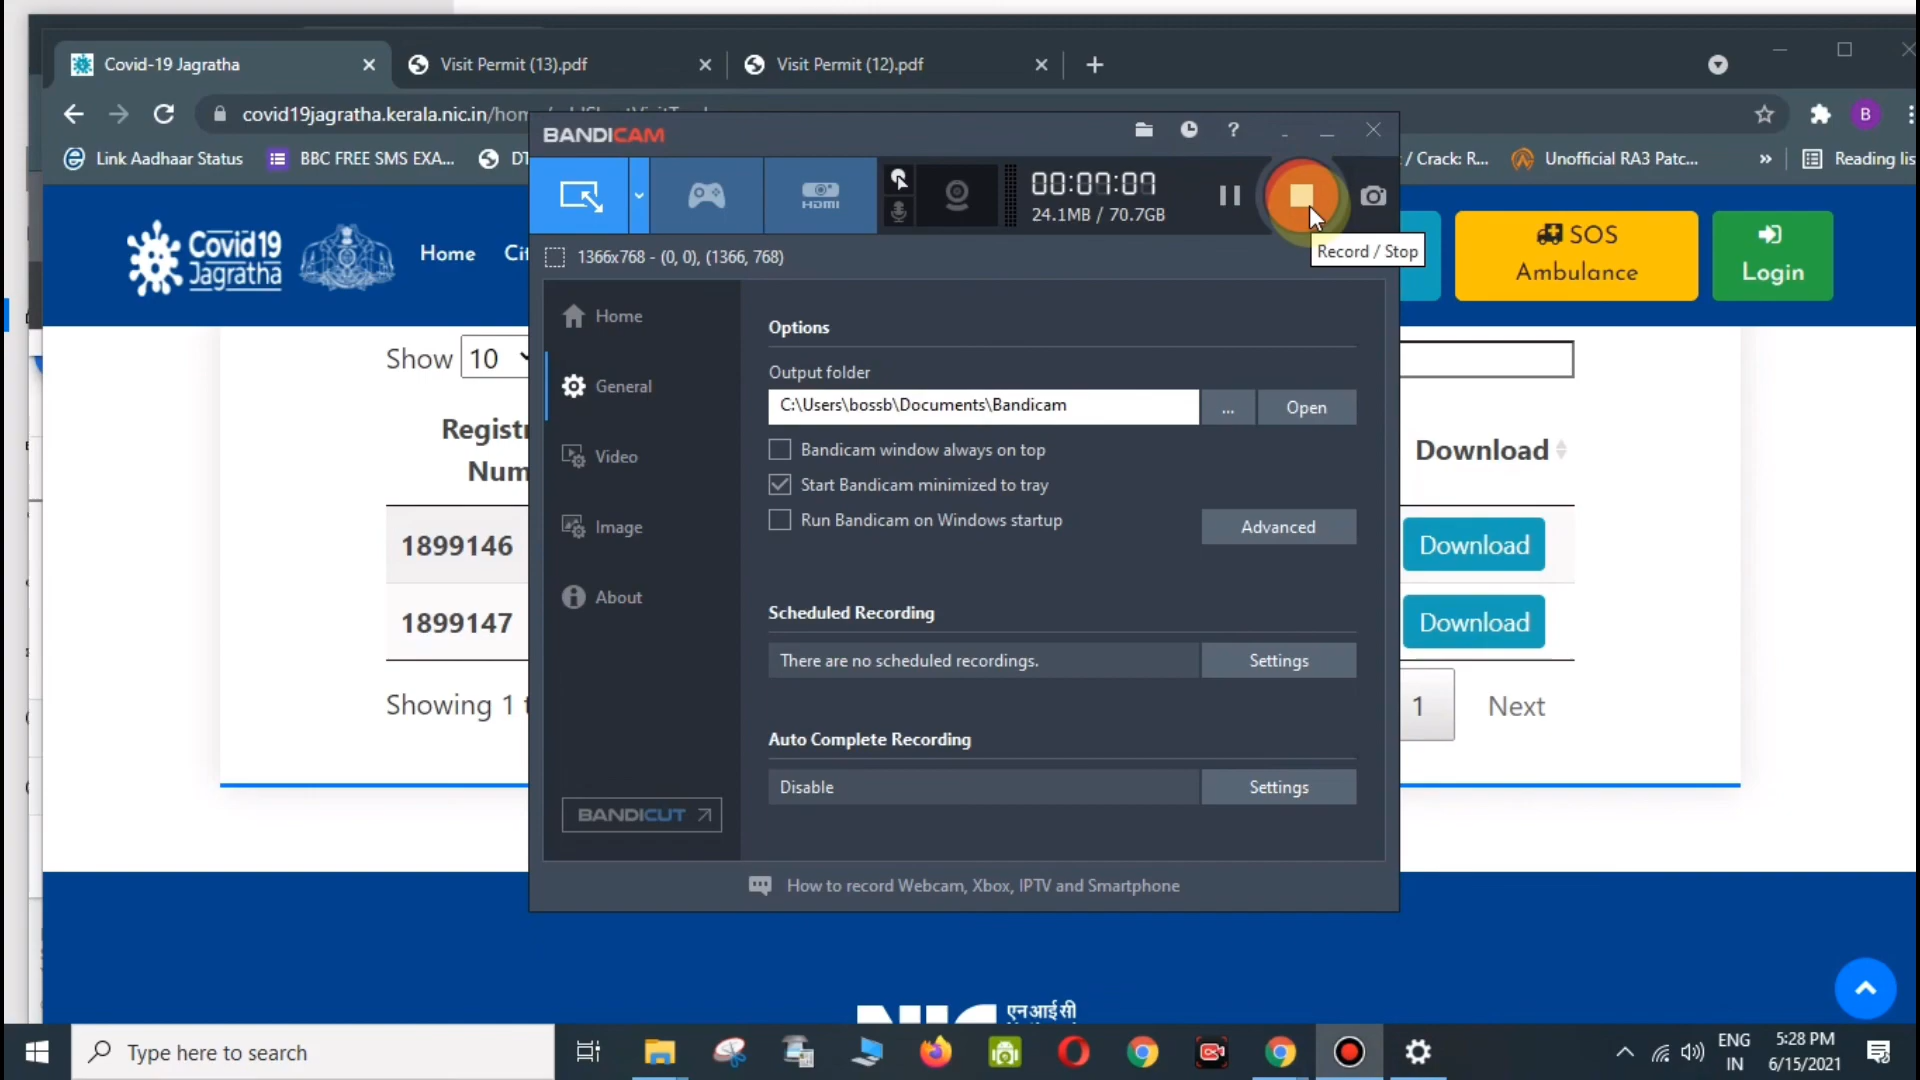 Covid-19 Jagratha
Visit Permit (13).pdf
Visit Permit (12).pdf
covid19jagratha.kerala.nic.in/hom
Link Aadhaar Status
BBC FREE SMS EXA...
/ Crack: R...
Unofficial RA3 Patc...
»
Reading lis
B
BANDICAM
?
HDMI
00:07:07
24.1MB / 70.7GB
Record / Stop
1366x768 - (0, 0), (1366, 768)
Covid19
Jagratha
Home
SOS
Ambulance
Login
Home
General
Video
Image
About
BANDICUT
Options
Output folder
C:\Users\bossb\Documents\Bandicam
...
Open
Bandicam window always on top
Start Bandicam minimized to tray
Run Bandicam on Windows startup
Advanced
Scheduled Recording
There are no scheduled recordings.
Settings
Auto Complete Recording
Disable
Settings
How to record Webcam, Xbox, IPTV and Smartphone
Show 10
Download
1899146
Download
1899147
Download
Showing 1
1
Next
एनआईसी
Type here to search
ENG
IN
5:28 PM
6/15/2021